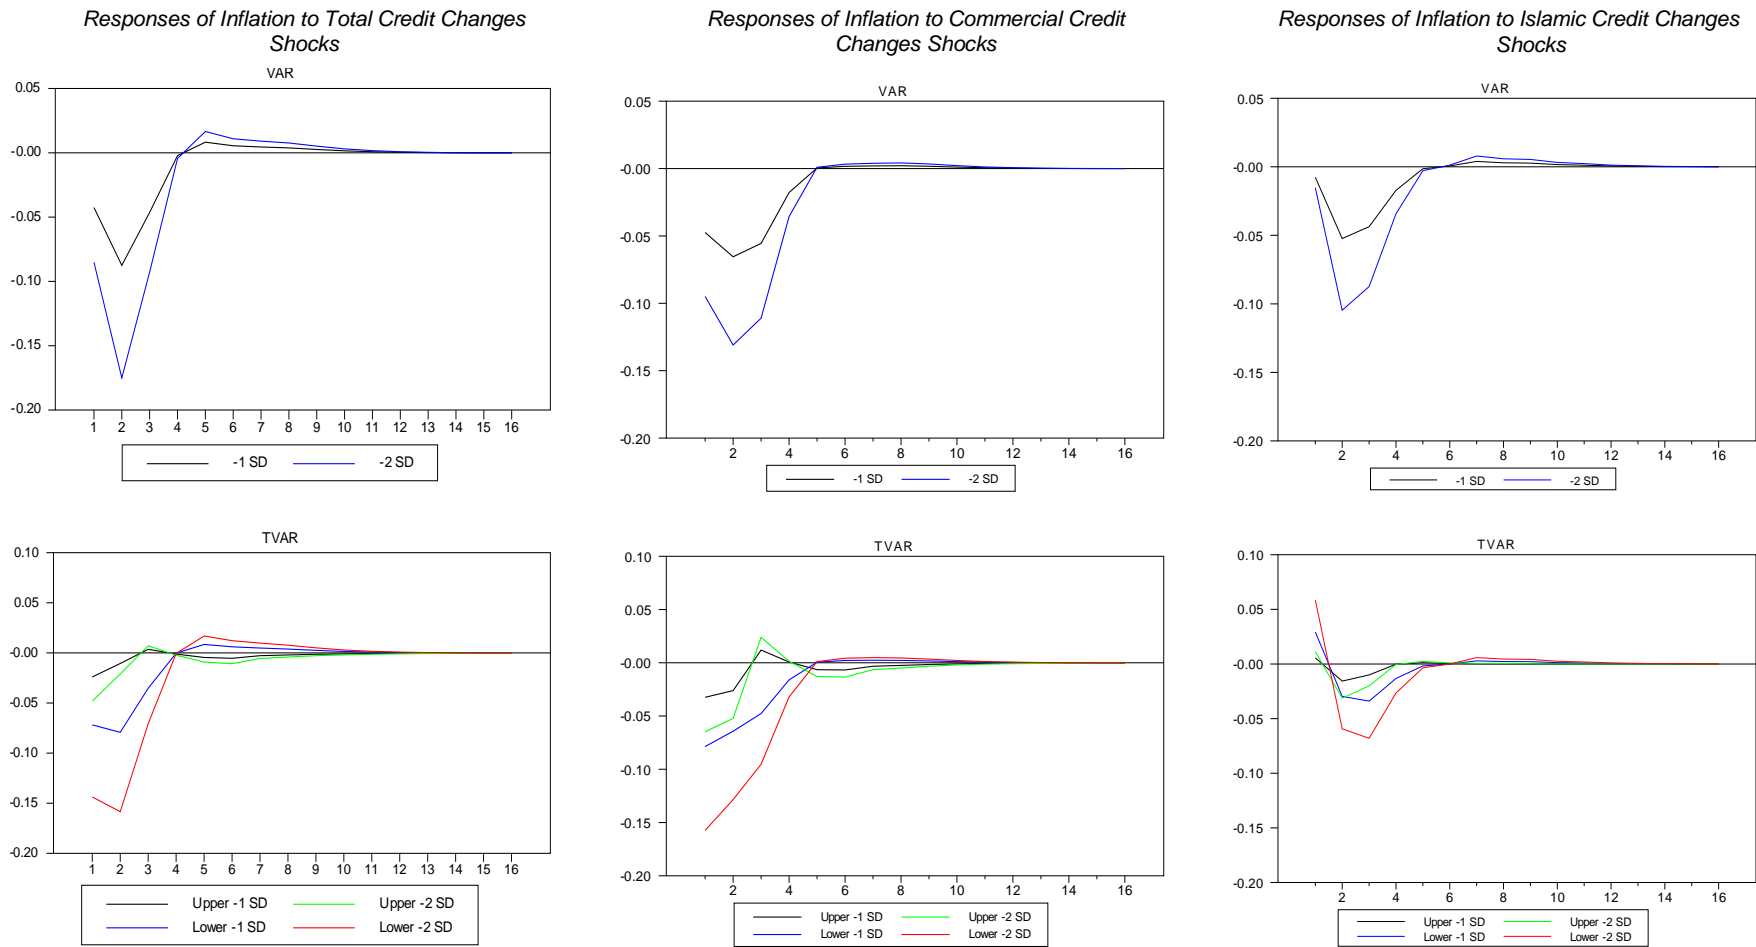 Responses of Inflation to Total Credit Changes
Shocks
VAR
0.05
-0.00
-0.05
-0.10
-0.15
-0.20
1 2 3 4 5 6 7 8 9 10 11 12 13 14 15 16
-1 SD -2 SD
Responses of Inflation to Commercial Credit
Changes Shocks
VAR
0.05
-0.00
-0.05
-0.10
-0.15
-0.20
2 4 6 8 10 12 14 16
-1 SD -2 SD
Responses of Inflation to Islamic Credit Changes
Shocks
VAR
0.05
-0.00
-0.05
-0.10
-0.15
-0.20
2 4 6 8 10 12 14 16
-1 SD -2 SD
TVAR
0.10
0.05
-0.00
-0.05
-0.10
-0.15
-0.20
1 2 3 4 5 6 7 8 9 10 11 12 13 14 15 16
Upper -1 SD Upper -2 SD
Lower -1 SD Lower -2 SD
TVAR
0.10
0.05
-0.00
-0.05
-0.10
-0.15
-0.20
2 4 6 8 10 12 14 16
Upper -1 SD Upper -2 SD
Lower -1 SD Lower -2 SD
TVAR
0.10
0.05
-0.00
-0.05
-0.10
-0.15
-0.20
2 4 6 8 10 12 14 16
Upper -1 SD Upper -2 SD
Lower -1 SD Lower -2 SD